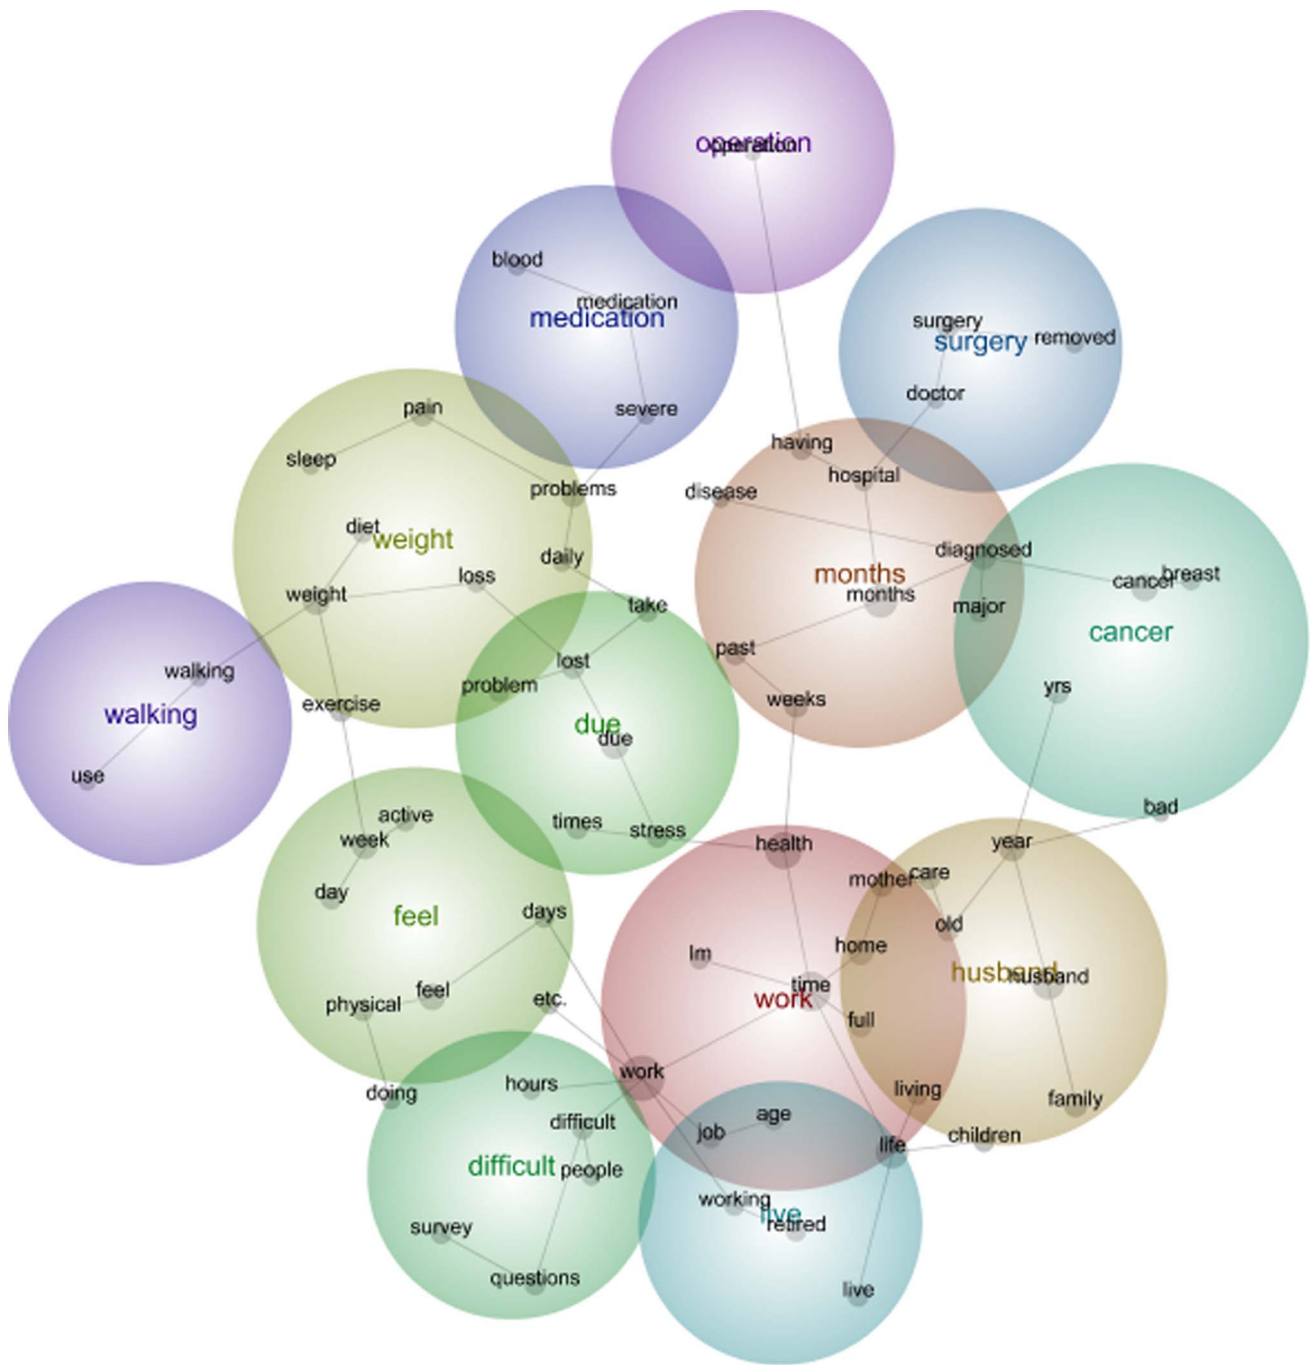 operation
operation
blood
medication
medication
surgery
surgery
removed
doctor
severe
pain
sleep
having
hospital
problems
disease
diet
weight
daily
diagnosed
loss
months
months
cancer
breast
weight
take
major
cancer
past
lost
walking
problem
yrs
weeks
exercise
walking
due
due
use
active
times
stress
week
health
bad
year
day
mother
care
feel
days
old
home
Im
feel
physical
etc.
time
work
husband
husband
full
work
hours
doing
living
family
difficult
job
age
life
children
difficult
people
working
live
retired
survey
questions
live